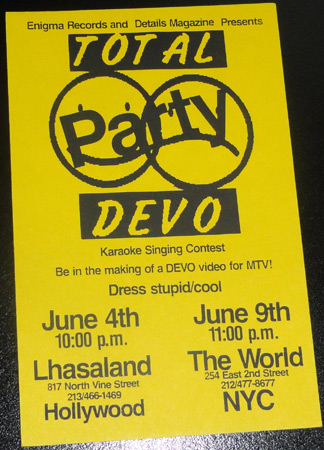 Enigma Records and Details Magazine Presents
TOTAL
Party
DEVO
Karaoke Singing Contest
Be in the making of a DEVO video for MTV!
Dress stupid/cool
June 4th
10:00 p.m.
Lhasaland
817 North Vine Street
213/466-1469
Hollywood
June 9th
11:00 p.m.
The World
254 East 2nd Street
212/477-8677
NYC